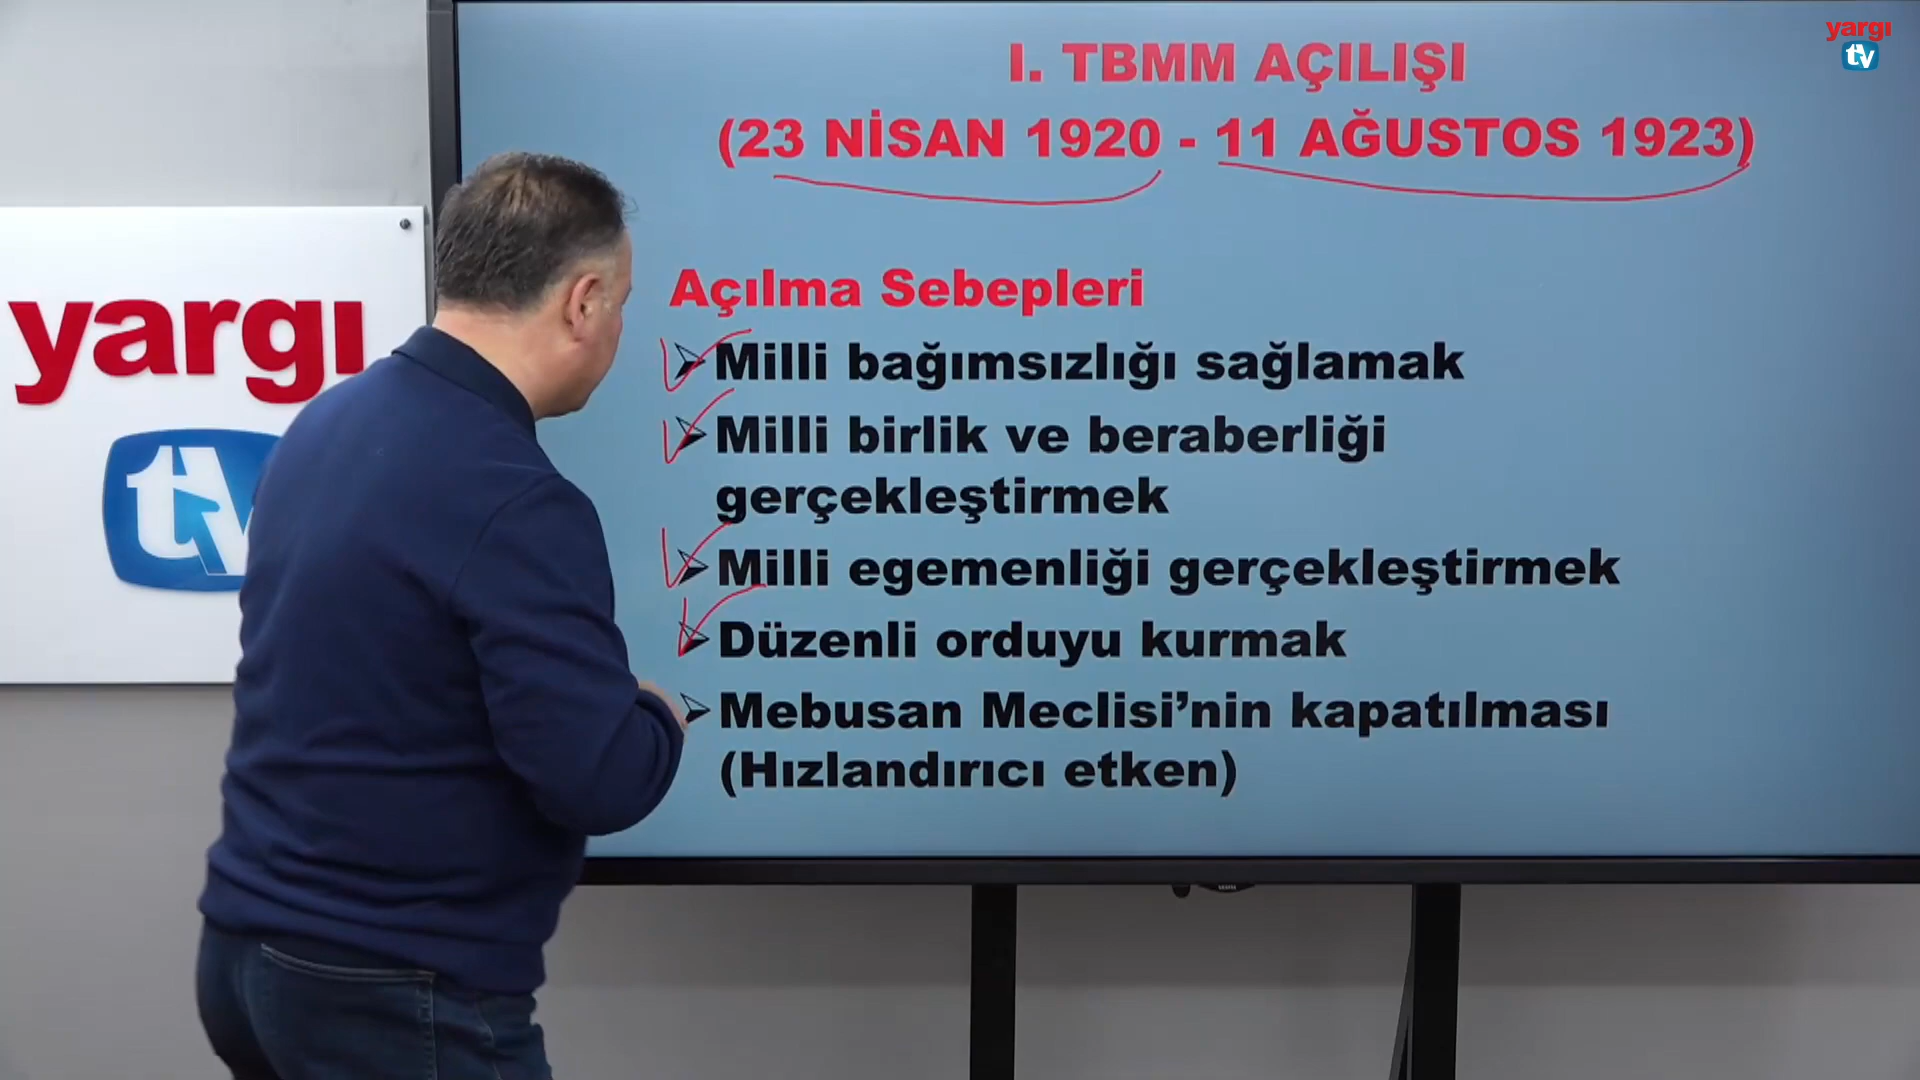 yargı
tv
I. TBMM AÇILIŞI
(23 NİSAN 1920 - 11 AĞUSTOS 1923)
yargı
tv
Açılma Sebepleri
Milli bağımsızlığı sağlamak
Milli birlik ve beraberliği
gerçekleştirmek
Milli egemenliği gerçekleştirmek
Düzenli orduyu kurmak
Mebusan Meclisi’nin kapatılması
(Hızlandırıcı etken)